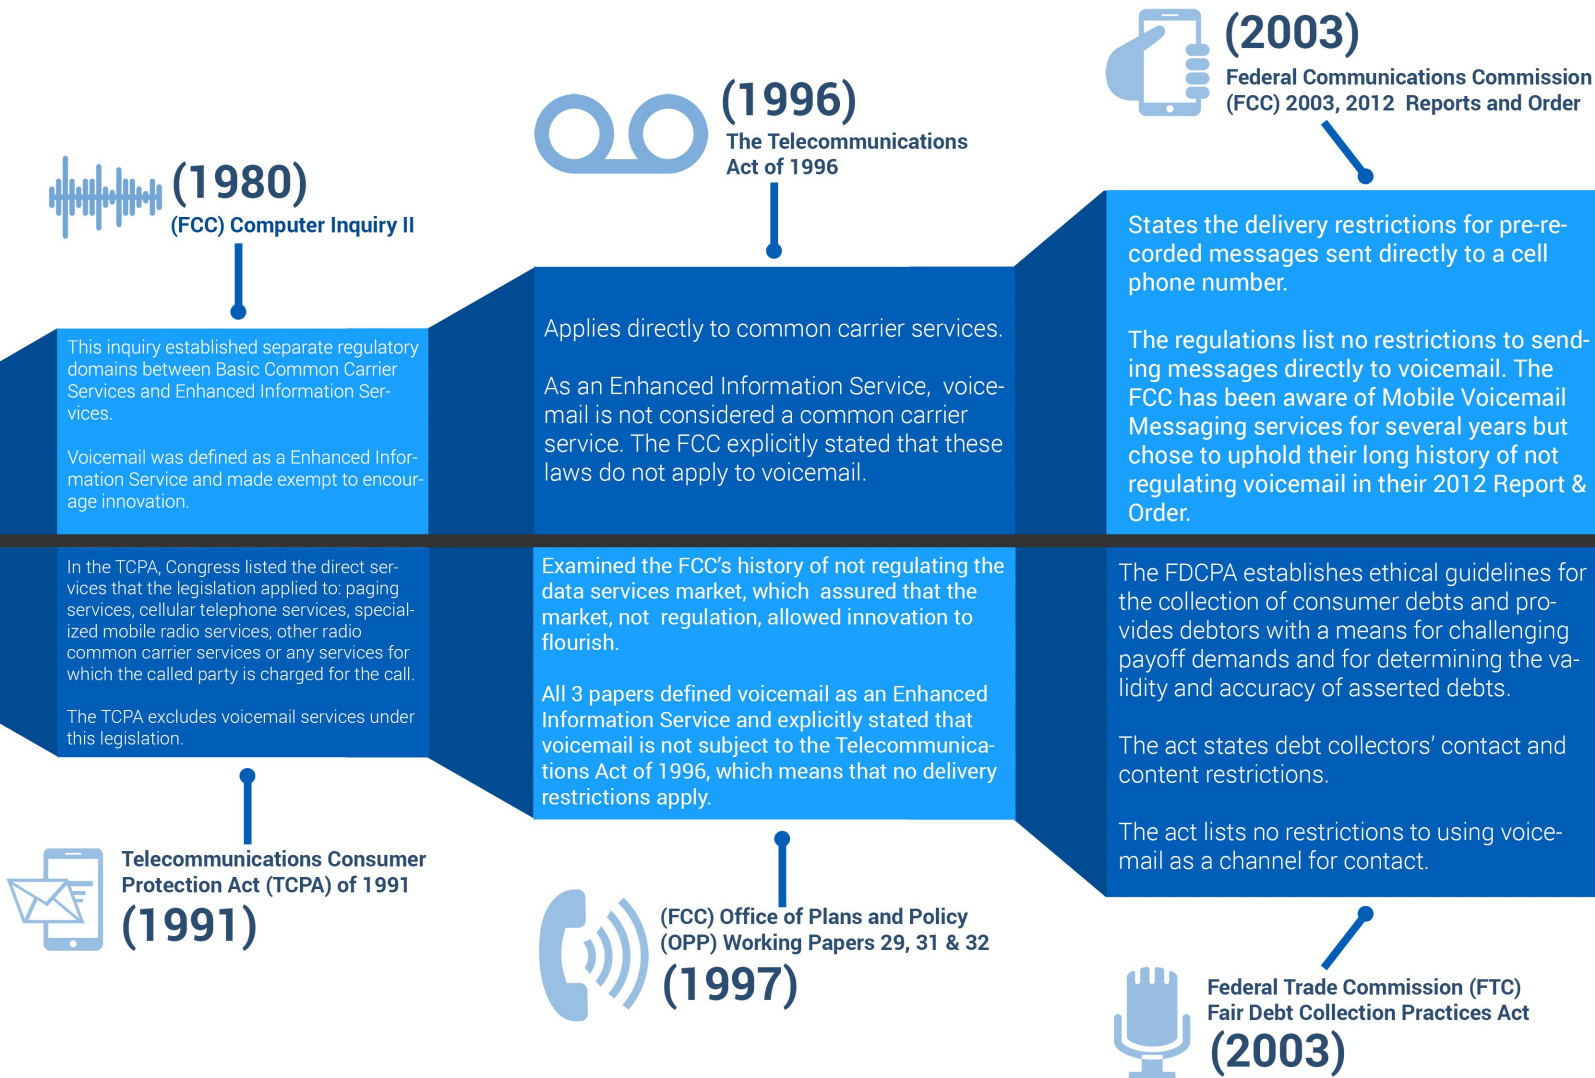 (1980)
(FCC) Computer Inquiry II
This inquiry established separate regulatory
domains between Basic Common Carrier
Services and Enhanced Information Ser-
vices.
Voicemail was defined as a Enhanced Infor-
mation Service and made exempt to encour-
age innovation.
(1996)
The Telecommunications
Act of 1996
Applies directly to common carrier services.
As an Enhanced Information Service, voice-
mail is not considered a common carrier
service. The FCC explicitly stated that these
laws do not apply to voicemail.
(2003)
Federal Communications Commission
(FCC) 2003, 2012 Reports and Order
States the delivery restrictions for pre-re-
corded messages sent directly to a cell
phone number.
The regulations list no restrictions to send-
ing messages directly to voicemail. The
FCC has been aware of Mobile Voicemail
Messaging services for several years but
chose to uphold their long history of not
regulating voicemail in their 2012 Report &
Order.
In the TCPA, Congress listed the direct ser-
vices that the legislation applied to: paging
services, cellular telephone services, special-
ized mobile radio services, other radio
common carrier services or any services for
which the called party is charged for the call.
The TCPA excludes voicemail services under
this legislation.
Telecommunications Consumer
Protection Act (TCPA) of 1991
(1991)
Examined the FCC's history of not regulating the
data services market, which assured that the
market, not regulation, allowed innovation to
flourish.
All 3 papers defined voicemail as an Enhanced
Information Service and explicitly stated that
voicemail is not subject to the Telecommunica-
tions Act of 1996, which means that no delivery
restrictions apply.
(FCC) Office of Plans and Policy
(OPP) Working Papers 29, 31 & 32
(1997)
The FDCPA establishes ethical guidelines for
the collection of consumer debts and pro-
vides debtors with a means for challenging
payoff demands and for determining the va-
lidity and accuracy of asserted debts.
The act states debt collectors' contact and
content restrictions.
The act lists no restrictions to using voice-
mail as a channel for contact.
Federal Trade Commission (FTC)
Fair Debt Collection Practices Act
(2003)